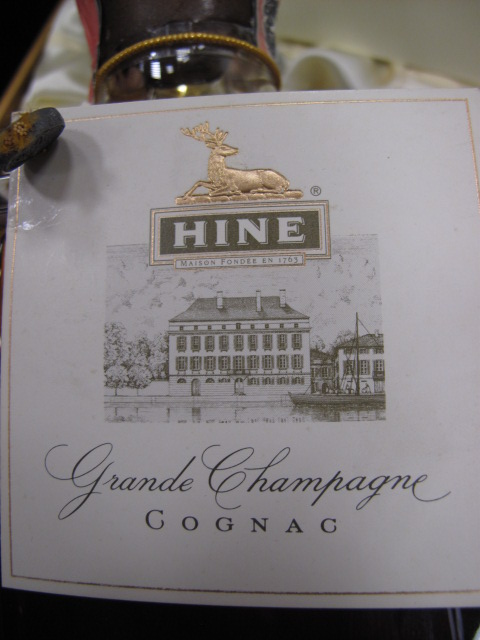 ®
HINE
MAISON FONDÉE EN 1763
Grande Champagne
COGNAC